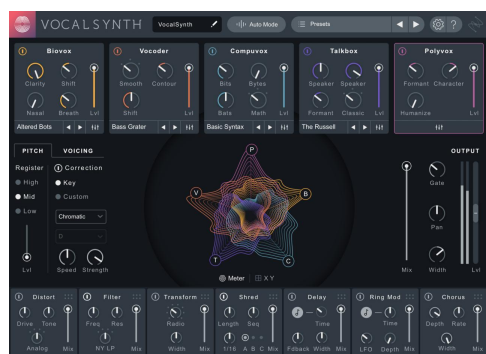 VOCALSYNTH
VocalSynth
Auto Mode
Presets
?
Biovox
Clarity
Shift
Nasal
Breath
Lvl
Altered Bots
Vocoder
Smooth
Contour
Shift
Lvl
Bass Grater
Compuvox
Bits
Bytes
Bats
Math
Lvl
Basic Syntax
Talkbox
Speaker
Speaker
Formant
Classic
Lvl
The Russell
Polyvox
Formant
Character
Humanize
Lvl
PITCH
VOICING
Register
High
Mid
Low
Lvl
Correction
Key
Custom
Chromatic
D
Speed
Strength
P
V
B
T
C
Meter
X Y
OUTPUT
Gate
Pan
Mix
Width
Lvl
Distort
Drive
Tone
Analog
Mix
Filter
Freq
Res
NY LP
Mix
Transform
Radio
Width
Mix
Shred
Length
Seq
1/16
A B C
Mix
Delay
Time
Fdback
Width
Mix
Ring Mod
Time
LFO
Depth
Mix
Chorus
Depth
Rate
Width
Mix